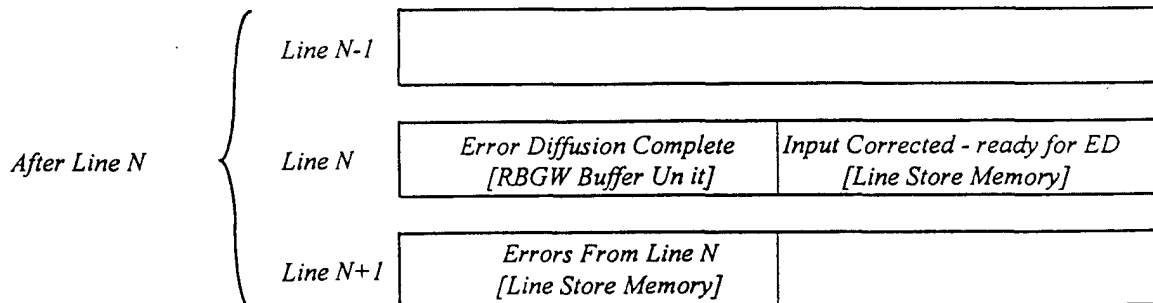 Line N-1
After Line N
Line N
Error Diffusion Complete
[RBGW Buffer Un it]
Input Corrected - ready for ED
[Line Store Memory]
Line N+1
Errors From Line N
[Line Store Memory]